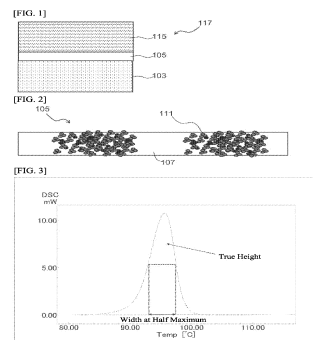 [FIG. 1]
117
115
105
103
[FIG. 2]
105
111
107
[FIG. 3]
DSC
mW
10.00
True Height
5.00
0.00
Width at Half Maximum
80.00 90.00 100.00 110.00
Temp [°C]